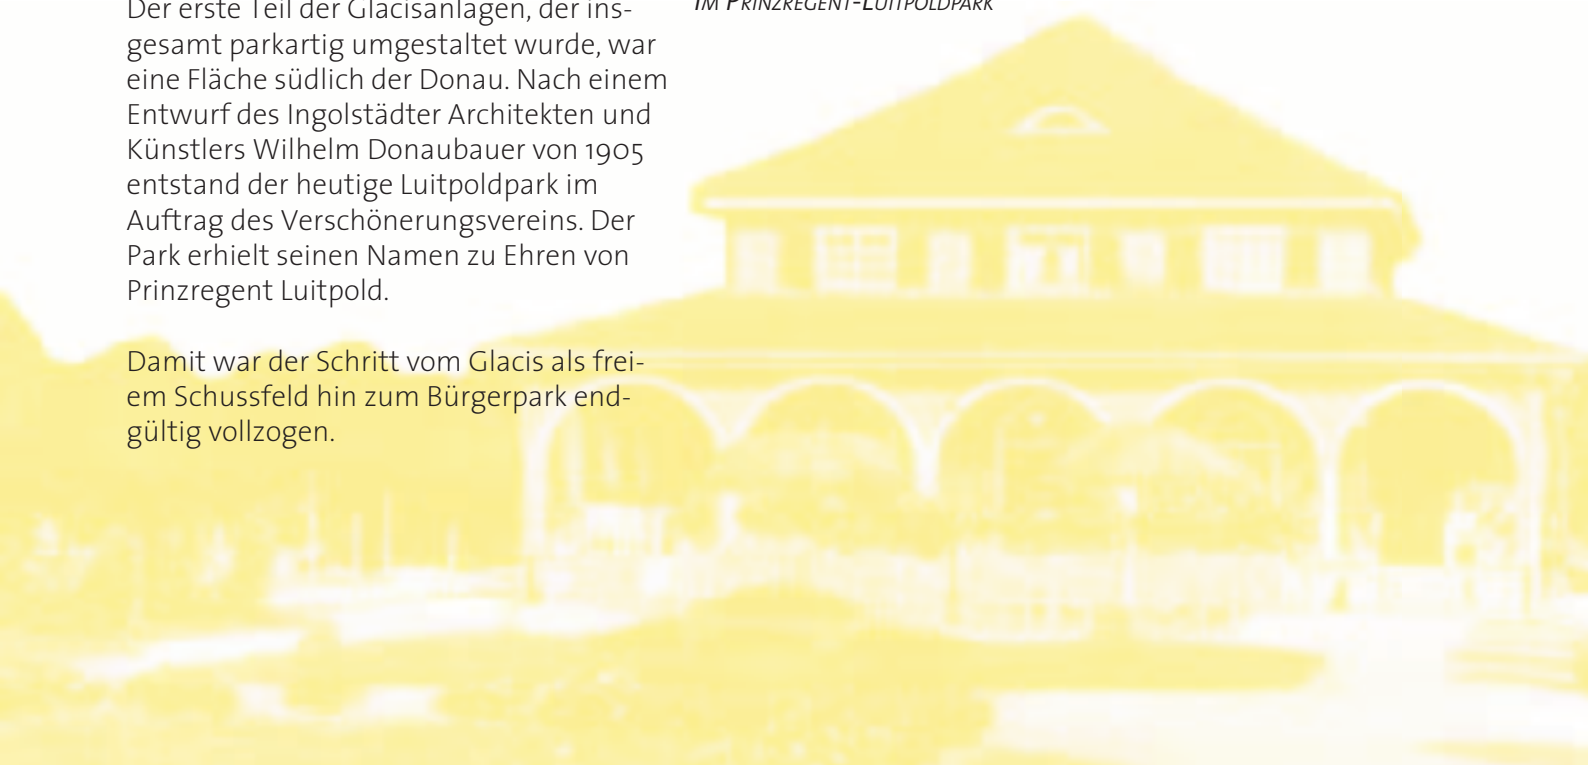 Der erste Teil der Glacisanlagen, der ins-
gesamt parkartig umgestaltet wurde, war
eine Fläche südlich der Donau. Nach einem
Entwurf des Ingolstädter Architekten und
Künstlers Wilhelm Donaubauer von 1905
entstand der heutige Luitpoldpark im
Auftrag des Verschönerungsvereins. Der
Park erhielt seinen Namen zu Ehren von
Prinzregent Luitpold.
Damit war der Schritt vom Glacis als frei-
em Schussfeld hin zum Bürgerpark end-
gültig vollzogen.
IM PRINZREGENT-LUITPOLDPARK